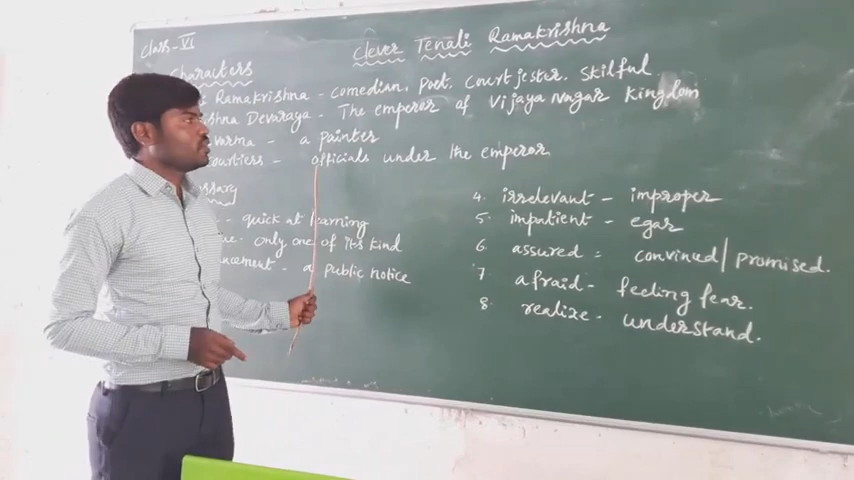 Class-VI
Clever Tenali Ramakrishna
Characters
Ramakrishna - comedian, Poet, Court jester. Skilful
Devaraya - The emperor of Vijaya nagar kingdom
- a painter
- officials under the emperor
- quick at learning
- only one of its kind
- a public notice
4. irrelevant - improper
5. impatient - egar
6. assured = convinced / promised.
7. afraid - feeling fear.
8. realize - understand.